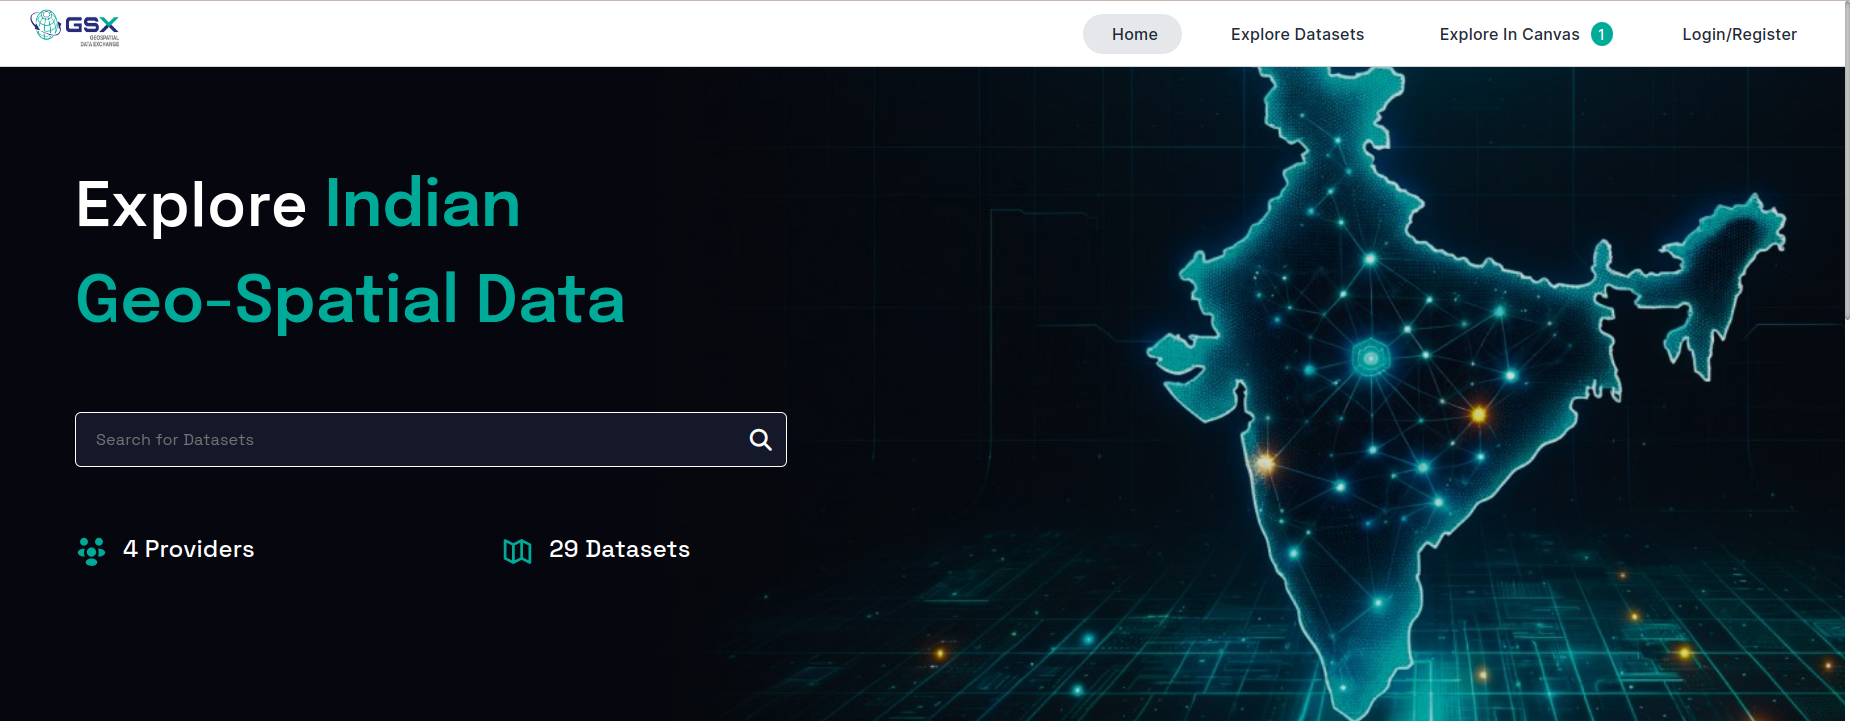 GSX
GEOSPATIAL
DATA EXCHANGE
Home
Explore Datasets
Explore In Canvas 1
Login/Register
Explore Indian
Geo-Spatial Data
Search for Datasets
4 Providers
29 Datasets